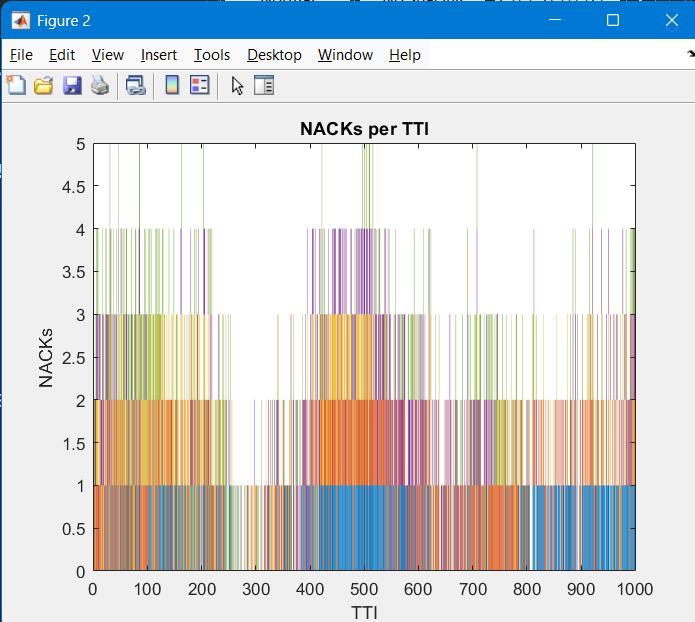 Figure 2
File Edit View Insert Tools Desktop Window Help
NACKs per TTI
5
4.5
4
3.5
3
2.5
2
1.5
1
0.5
0
NACKs
0 100 200 300 400 500 600 700 800 900 1000
TTI